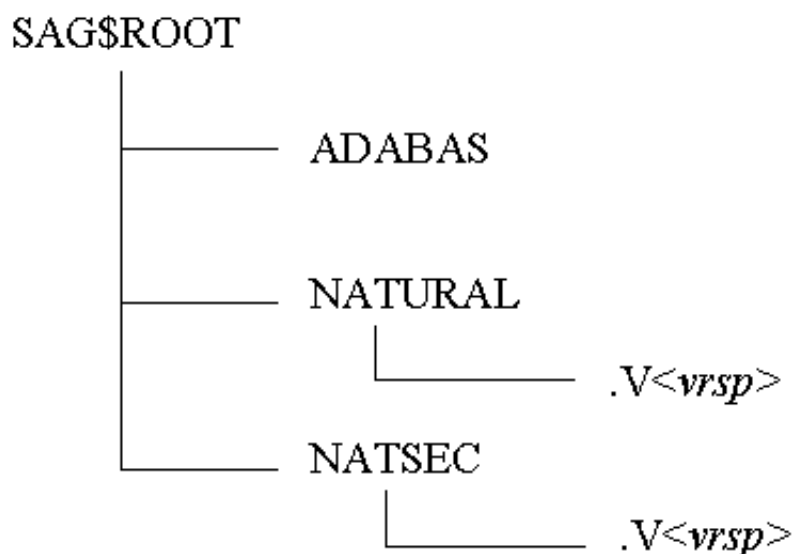 SAG$ROOT
ADABAS
NATURAL
.V<vrsp>
NATSEC
.V<vrsp>